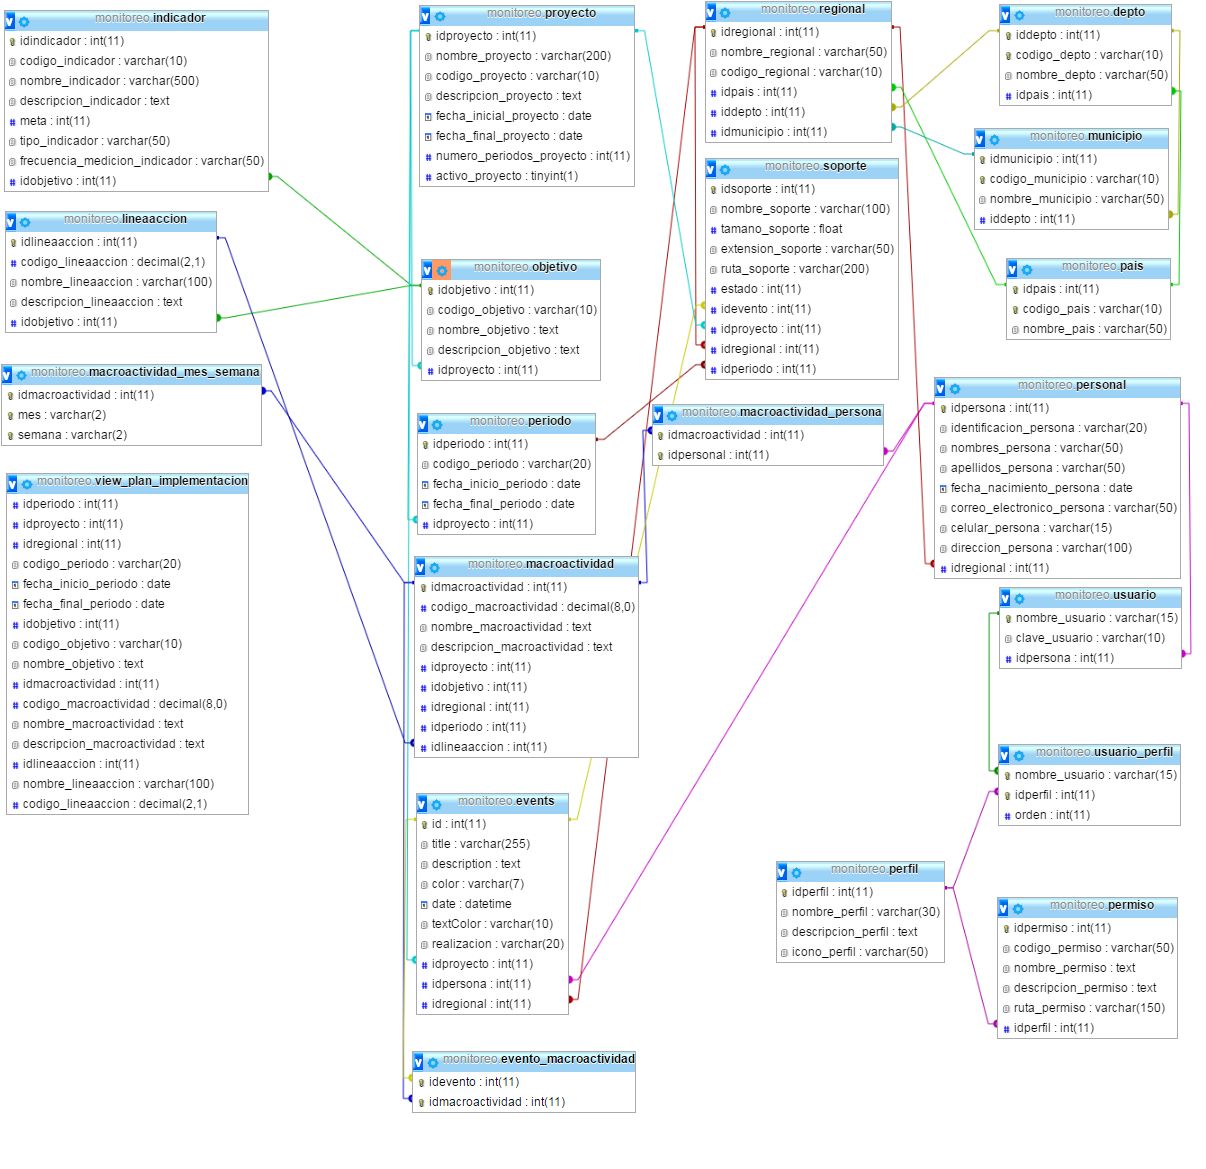 monitoreo.indicador
idindicador : int(11)
codigo_indicador : varchar(10)
nombre_indicador : varchar(500)
descripcion_indicador : text
meta : int(11)
tipo_indicador : varchar(50)
frecuencia_medicion_indicador : varchar(50)
idobjetivo : int(11)
monitoreo.lineaaccion
idlineaaccion : int(11)
codigo_lineaaccion : decimal(2,1)
nombre_lineaaccion : varchar(100)
descripcion_lineaaccion : text
idobjetivo : int(11)
monitoreo.macroactividad_mes_semana
idmacroactividad : int(11)
mes : varchar(2)
semana : varchar(2)
monitoreo.view_plan_implementacion
idperiodo : int(11)
idproyecto : int(11)
idregional : int(11)
codigo_periodo : varchar(20)
fecha_inicio_periodo : date
fecha_final_periodo : date
idobjetivo : int(11)
codigo_objetivo : varchar(10)
nombre_objetivo : text
idmacroactividad : int(11)
codigo_macroactividad : decimal(8,0)
nombre_macroactividad : text
descripcion_macroactividad : text
idlineaaccion : int(11)
nombre_lineaaccion : varchar(100)
codigo_lineaaccion : decimal(2,1)
monitoreo.proyecto
idproyecto : int(11)
nombre_proyecto : varchar(200)
codigo_proyecto : varchar(10)
descripcion_proyecto : text
fecha_inicial_proyecto : date
fecha_final_proyecto : date
numero_periodos_proyecto : int(11)
activo_proyecto : tinyint(1)
monitoreo.objetivo
idobjetivo : int(11)
codigo_objetivo : varchar(10)
nombre_objetivo : text
descripcion_objetivo : text
idproyecto : int(11)
monitoreo.periodo
idperiodo : int(11)
codigo_periodo : varchar(20)
fecha_inicio_periodo : date
fecha_final_periodo : date
idproyecto : int(11)
monitoreo.macroactividad
idmacroactividad : int(11)
codigo_macroactividad : decimal(8,0)
nombre_macroactividad : text
descripcion_macroactividad : text
idproyecto : int(11)
idobjetivo : int(11)
idregional : int(11)
idperiodo : int(11)
idlineaaccion : int(11)
monitoreo.events
id : int(11)
title : varchar(255)
description : text
color : varchar(7)
date : datetime
textColor : varchar(10)
realizacion : varchar(20)
idproyecto : int(11)
idpersona : int(11)
idregional : int(11)
monitoreo.evento_macroactividad
idevento : int(11)
idmacroactividad : int(11)
monitoreo.regional
idregional : int(11)
nombre_regional : varchar(50)
codigo_regional : varchar(10)
idpais : int(11)
iddepto : int(11)
idmunicipio : int(11)
monitoreo.soporte
idsoporte : int(11)
nombre_soporte : varchar(100)
tamano_soporte : float
extension_soporte : varchar(50)
ruta_soporte : varchar(200)
estado : int(11)
idevento : int(11)
idproyecto : int(11)
idregional : int(11)
idperiodo : int(11)
monitoreo.macroactividad_persona
idmacroactividad : int(11)
idpersonal : int(11)
monitoreo.depto
iddepto : int(11)
codigo_depto : varchar(10)
nombre_depto : varchar(50)
idpais : int(11)
monitoreo.municipio
idmunicipio : int(11)
codigo_municipio : varchar(10)
nombre_municipio : varchar(50)
iddepto : int(11)
monitoreo.pais
idpais : int(11)
codigo_pais : varchar(10)
nombre_pais : varchar(50)
monitoreo.personal
idpersona : int(11)
identificacion_persona : varchar(20)
nombres_persona : varchar(50)
apellidos_persona : varchar(50)
fecha_nacimiento_persona : date
correo_electronico_persona : varchar(50)
celular_persona : varchar(15)
direccion_persona : varchar(100)
idregional : int(11)
monitoreo.usuario
nombre_usuario : varchar(15)
clave_usuario : varchar(10)
idpersona : int(11)
monitoreo.usuario_perfil
nombre_usuario : varchar(15)
idperfil : int(11)
orden : int(11)
monitoreo.perfil
idperfil : int(11)
nombre_perfil : varchar(30)
descripcion_perfil : text
icono_perfil : varchar(50)
monitoreo.permiso
idpermiso : int(11)
codigo_permiso : varchar(50)
nombre_permiso : text
descripcion_permiso : text
ruta_permiso : varchar(150)
idperfil : int(11)